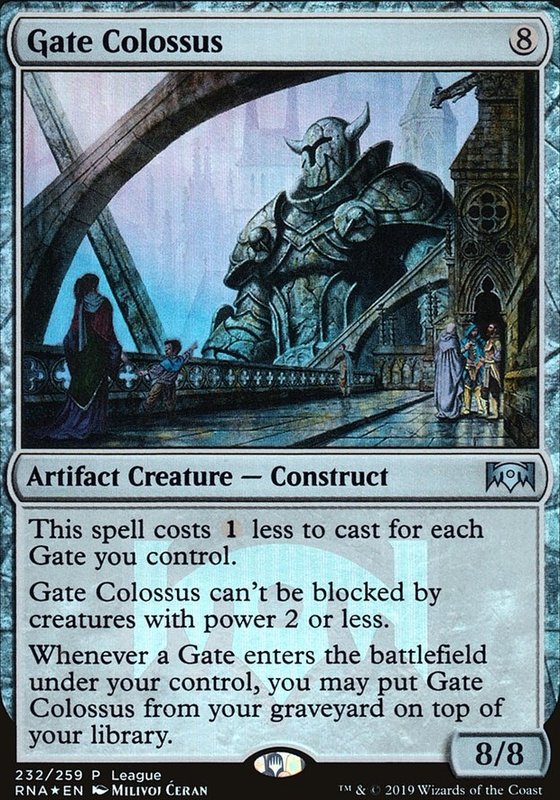 Gate Colossus 8
Artifact Creature — Construct
This spell costs 1 less to cast for each
Gate you control.
Gate Colossus can't be blocked by
creatures with power 2 or less.
Whenever a Gate enters the battlefield
under your control, you may put Gate
Colossus from your graveyard on top of
your library.
8/8
232/259 P League
RNA★EN Milivoj Ćeran
™ & © 2019 Wizards of the Coast